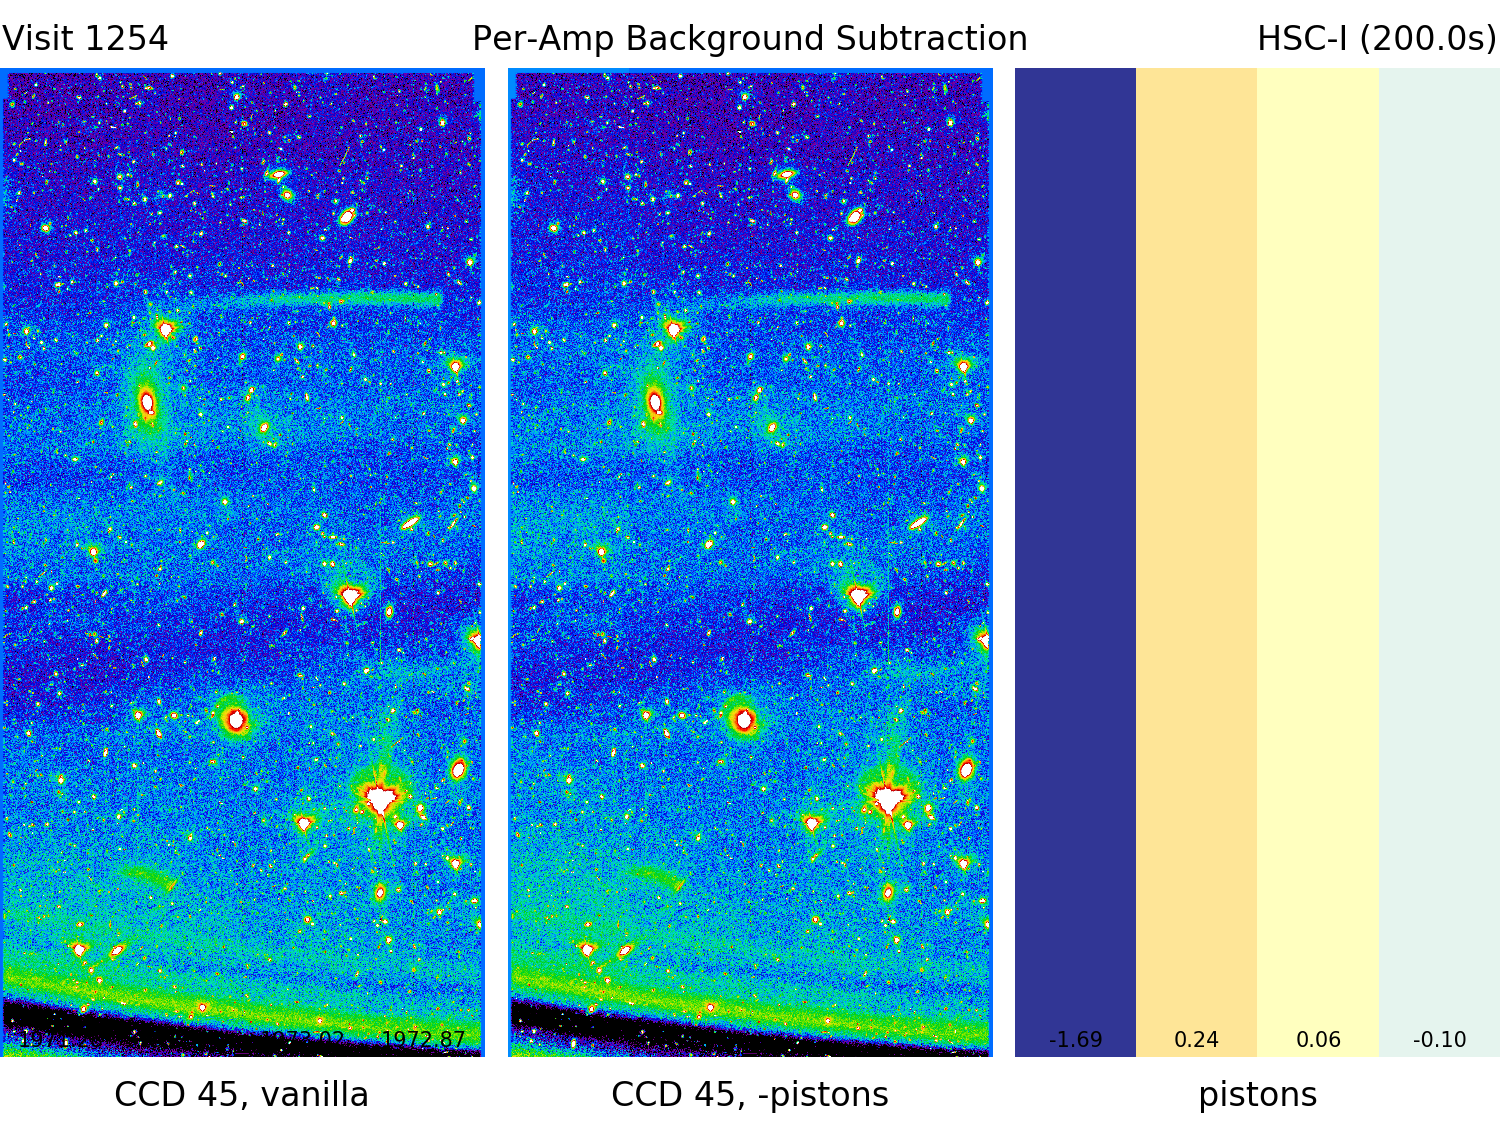 Visit 1254 Per-Amp Background Subtraction HSC-I (200.0s)
1972.87
-1.69 0.24 0.06 -0.10
CCD 45, vanilla CCD 45, -pistons pistons